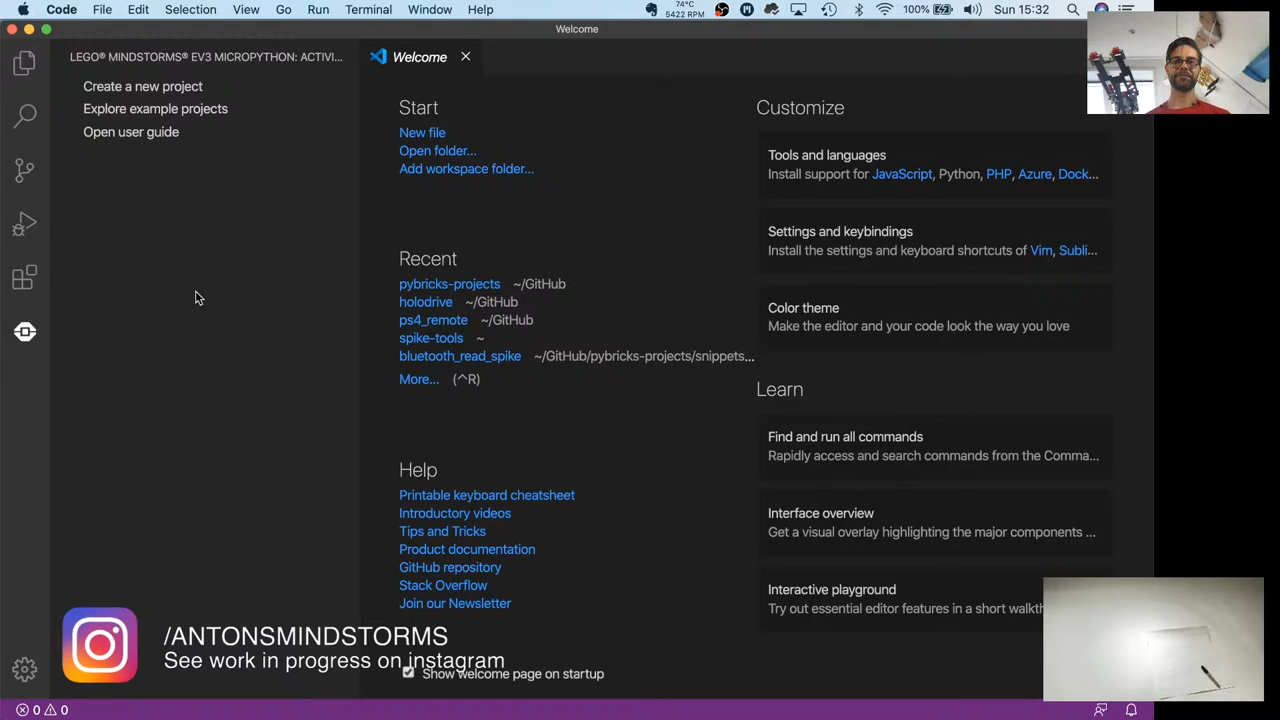 Code File Edit Selection View Go Run Terminal Window Help
74°C
5422 RPM
100%
Sun 15:32
Welcome
LEGO® MINDSTORMS® EV3 MICROPYTHON: ACTIVI...
Create a new project
Explore example projects
Open user guide
Welcome
Start
New file
Open folder...
Add workspace folder...
Recent
pybricks-projects ~/GitHub
holodrive ~/GitHub
ps4_remote ~/GitHub
spike-tools ~
bluetooth_read_spike ~/GitHub/pybricks-projects/snippets...
More... (^R)
Help
Printable keyboard cheatsheet
Introductory videos
Tips and Tricks
Product documentation
GitHub repository
Stack Overflow
Join our Newsletter
Show welcome page on startup
Customize
Tools and languages
Install support for JavaScript, Python, PHP, Azure, Dock...
Settings and keybindings
Install the settings and keyboard shortcuts of Vim, Subli...
Color theme
Make the editor and your code look the way you love
Learn
Find and run all commands
Rapidly access and search commands from the Comma...
Interface overview
Get a visual overlay highlighting the major components ...
Interactive playground
Try out essential editor features in a short walkth
/ANTONSMINDSTORMS
See work in progress on instagram
0 0